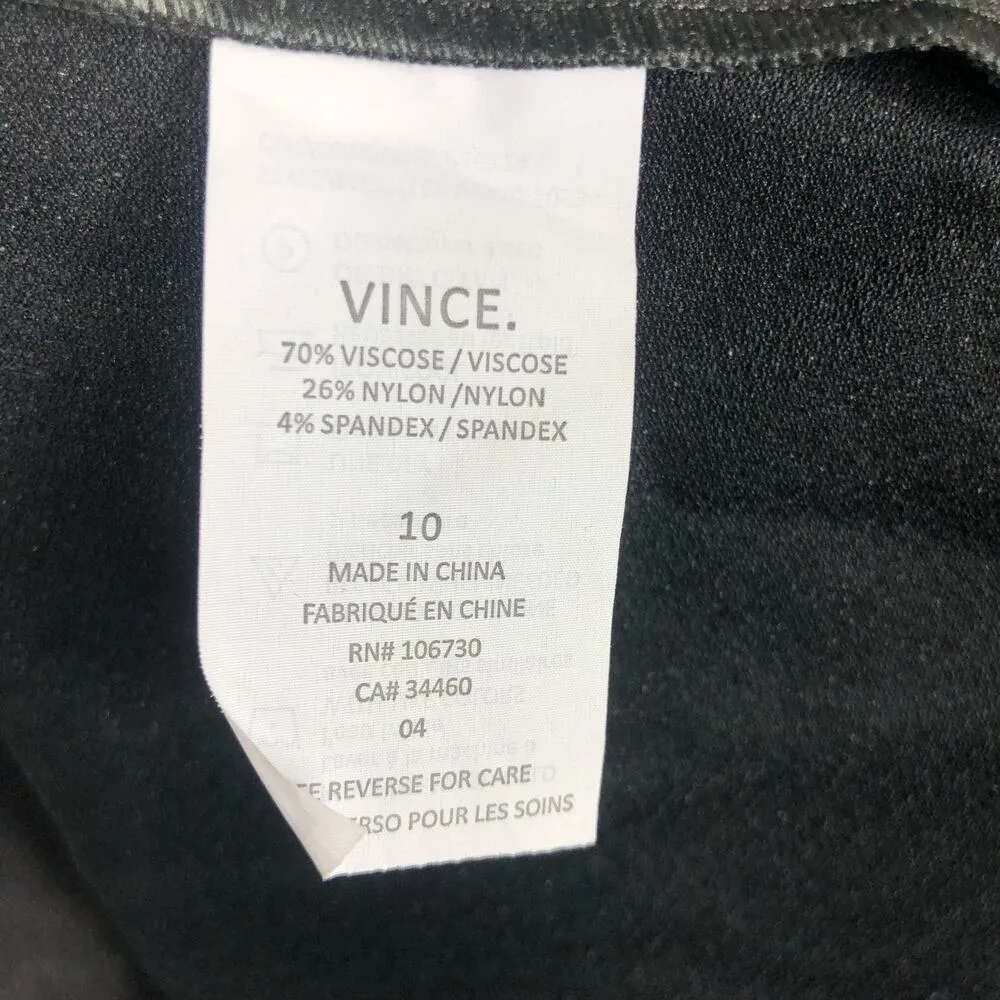 VINCE.
70% VISCOSE / VISCOSE
26% NYLON /NYLON
4% SPANDEX / SPANDEX
10
MADE IN CHINA
FABRIQUÉ EN CHINE
RN# 106730
CA# 34460
04
REVERSE FOR CARE
POUR LES SOINS